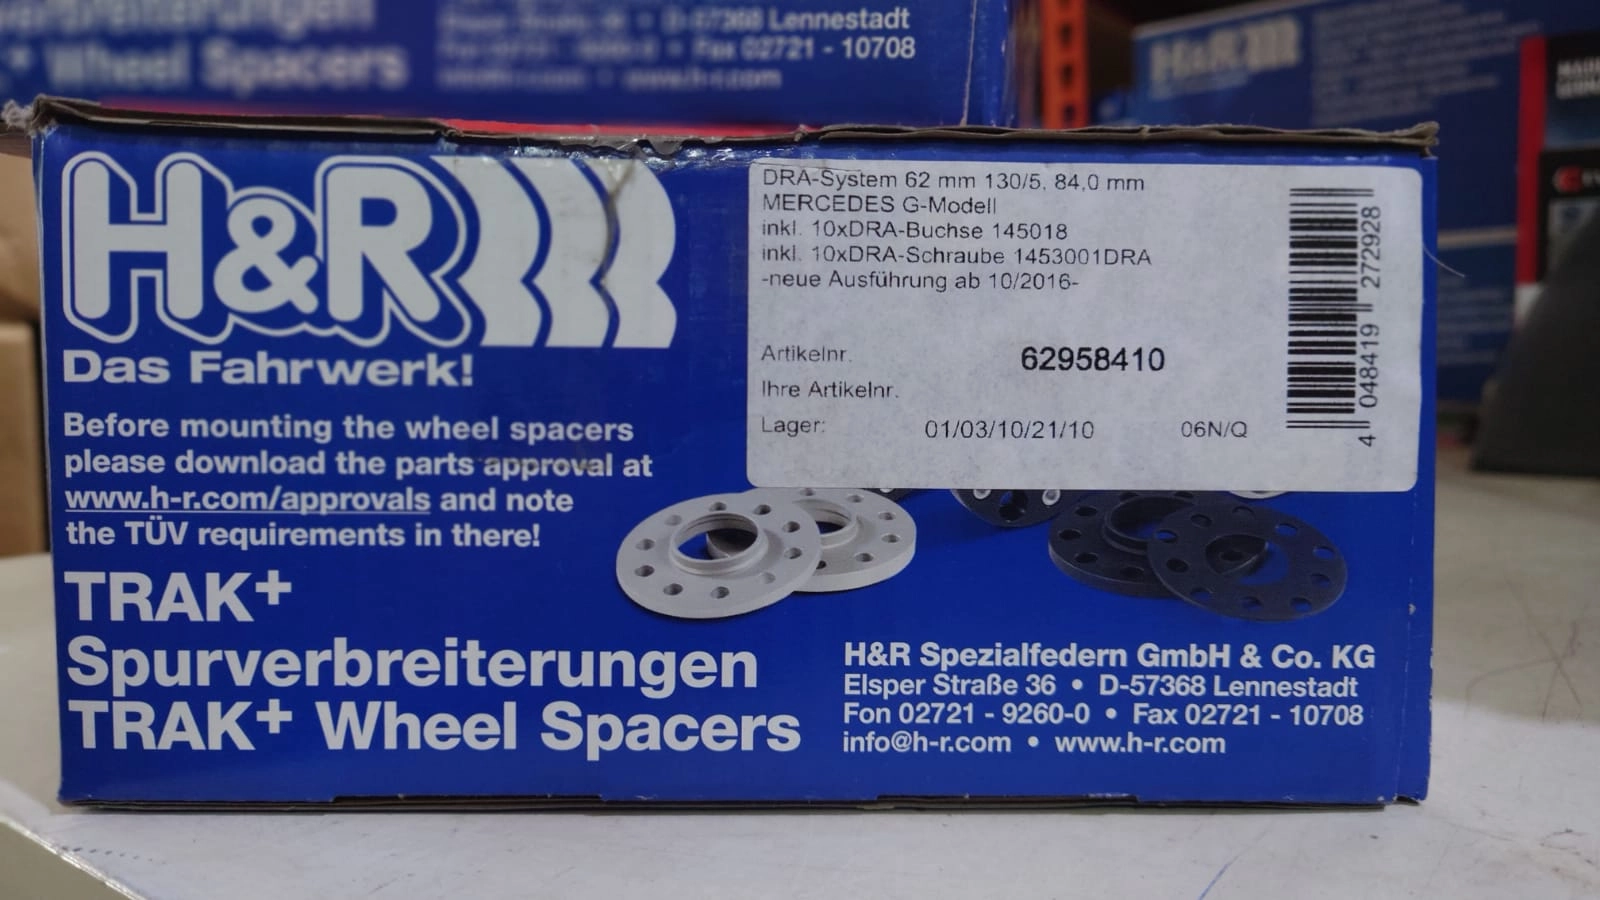 Wheel Spacers
D-57368 Lennestadt
Fax 02721 - 10708
www.h-r.com
H&R
H&R
Das Fahrwerk!
Before mounting the wheel spacers
please download the parts approval at
www.h-r.com/approvals and note
the TÜV requirements in there!
TRAK+
Spurverbreiterungen
TRAK+ Wheel Spacers
DRA-System 62 mm 130/5, 84,0 mm
MERCEDES G-Modell
inkl. 10xDRA-Buchse 145018
inkl. 10xDRA-Schraube 1453001DRA
-neue Ausführung ab 10/2016-
Artikelnr. 62958410
Ihre Artikelnr.
Lager: 01/03/10/21/10 06N/Q
4 048419 272928
H&R Spezialfedern GmbH & Co. KG
Elsper Straße 36 • D-57368 Lennestadt
Fon 02721 - 9260-0 • Fax 02721 - 10708
info@h-r.com • www.h-r.com